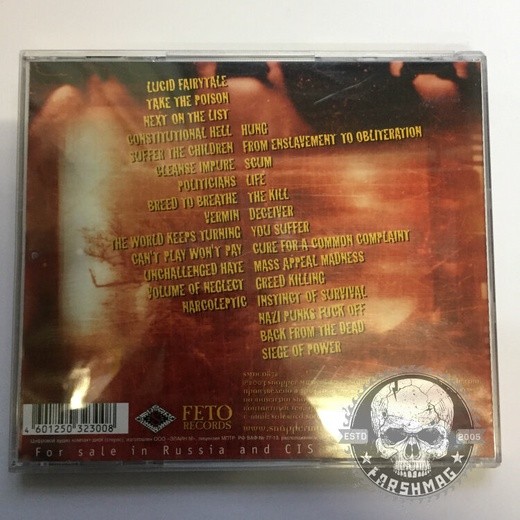 LUCID FAIRYTALE
TAKE THE POISON
NEXT ON THE LIST
CONSTITUTIONAL HELL HUNG
SUFFER THE CHILDREN FROM ENSLAVEMENT TO OBLITERATION
CLEANSE IMPURE SCUM
POLITICIANS LIFE
BREED TO BREATHE THE KILL
VERMIN DECEIVER
THE WORLD KEEPS TURNING YOU SUFFER
CAN'T PLAY WON'T PAY CURE FOR A COMMON COMPLAINT
UNCHALLENGED HATE MASS APPEAL MADNESS
VOLUME OF NEGLECT GREED KILLING
NARCOLEPTIC INSTINCT OF SURVIVAL
NAZI PUNKS FUCK OFF
BACK FROM THE DEAD
SIEGE OF POWER
4 601250 323008
FETO
RECORDS
For sale in Russia and CIS
ESTD 2005
FARSHMAG